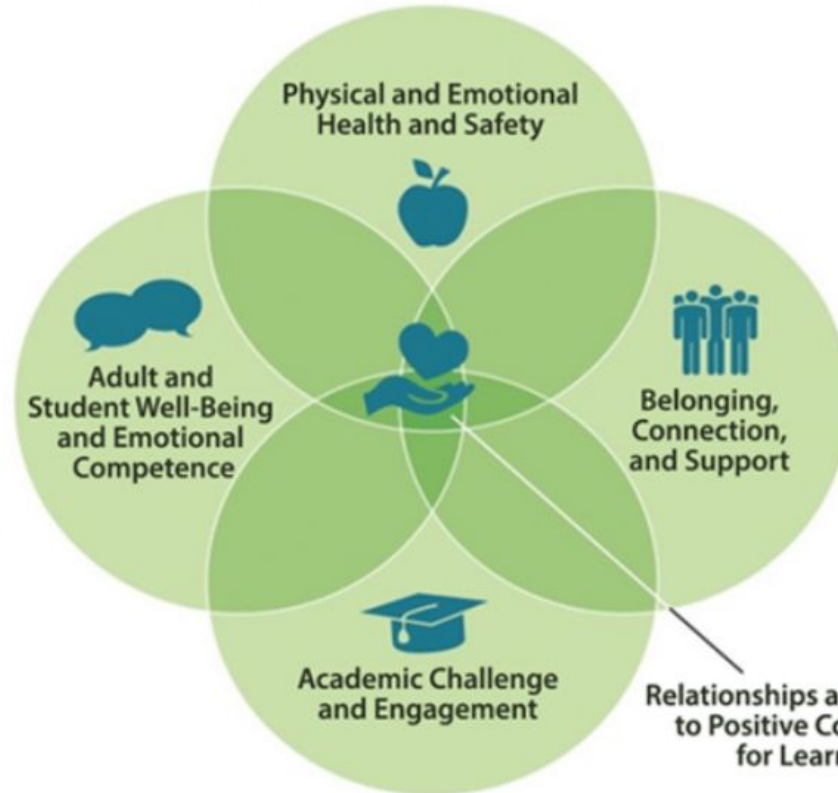 Physical and Emotional
Health and Safety
Adult and
Student Well-Being
and Emotional
Competence
Belonging,
Connection,
and Support
Academic Challenge
and Engagement
Relationships a
to Positive Co
for Learn